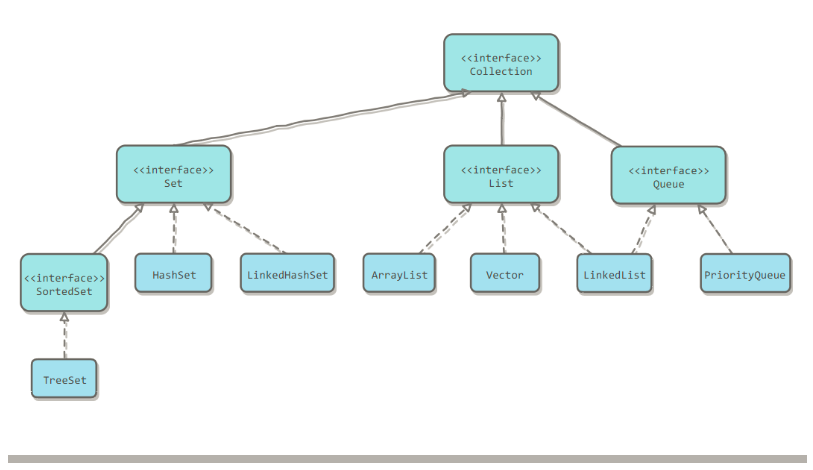 <<interface>>
Collection
<<interface>>
Set
<<interface>>
List
<<interface>>
Queue
<<interface>>
SortedSet
HashSet
LinkedHashSet
ArrayList
Vector
LinkedList
PriorityQueue
TreeSet